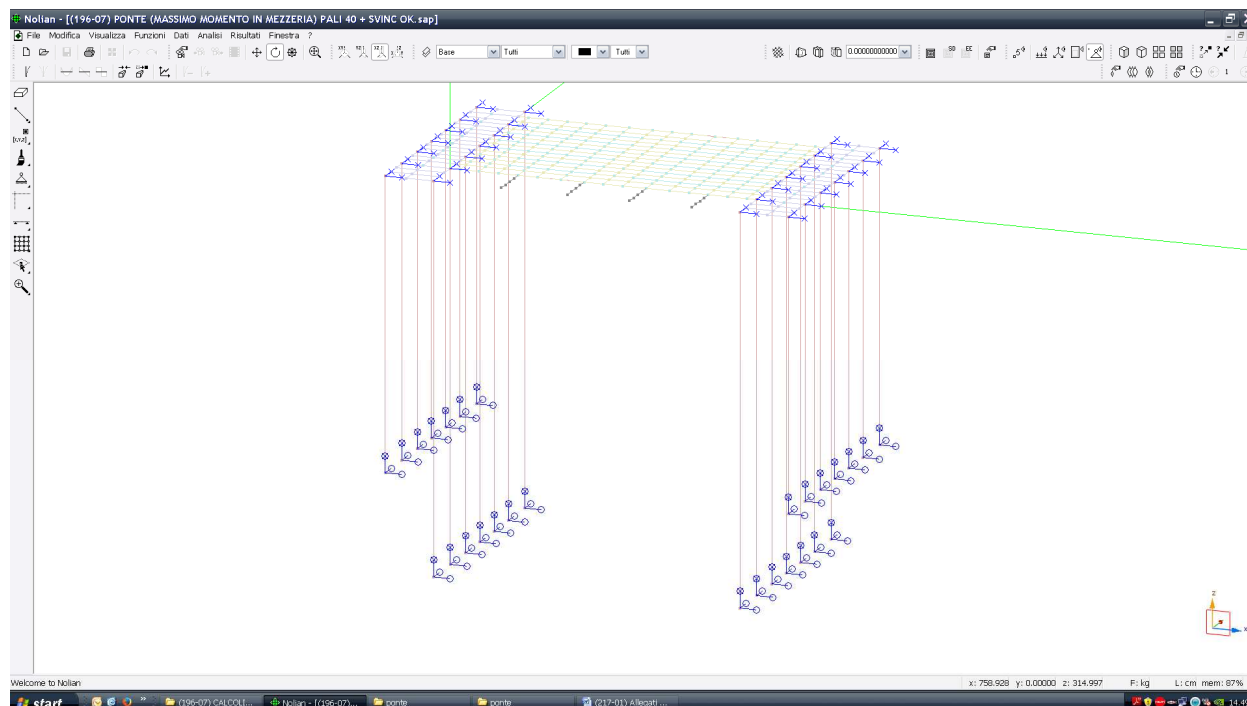 Nolian - [(196-07) PONTE (MASSIMO MOMENTO IN MEZZERIA) PALI 40 + SVINC OK.sap]
File Modifica Visualizza Funzioni Dati Analisi Risultati Finestra ?
Base Tutti Tutti 0.00000000000
1
z
x
Welcome to Nolian x: 758.928 y: 0.00000 z: 314.997 F: kg L: cm mem: 87%
start (196-07) CALCOLI... Nolian - [(196-07)... ponte ponte (217-01) Allegati ...